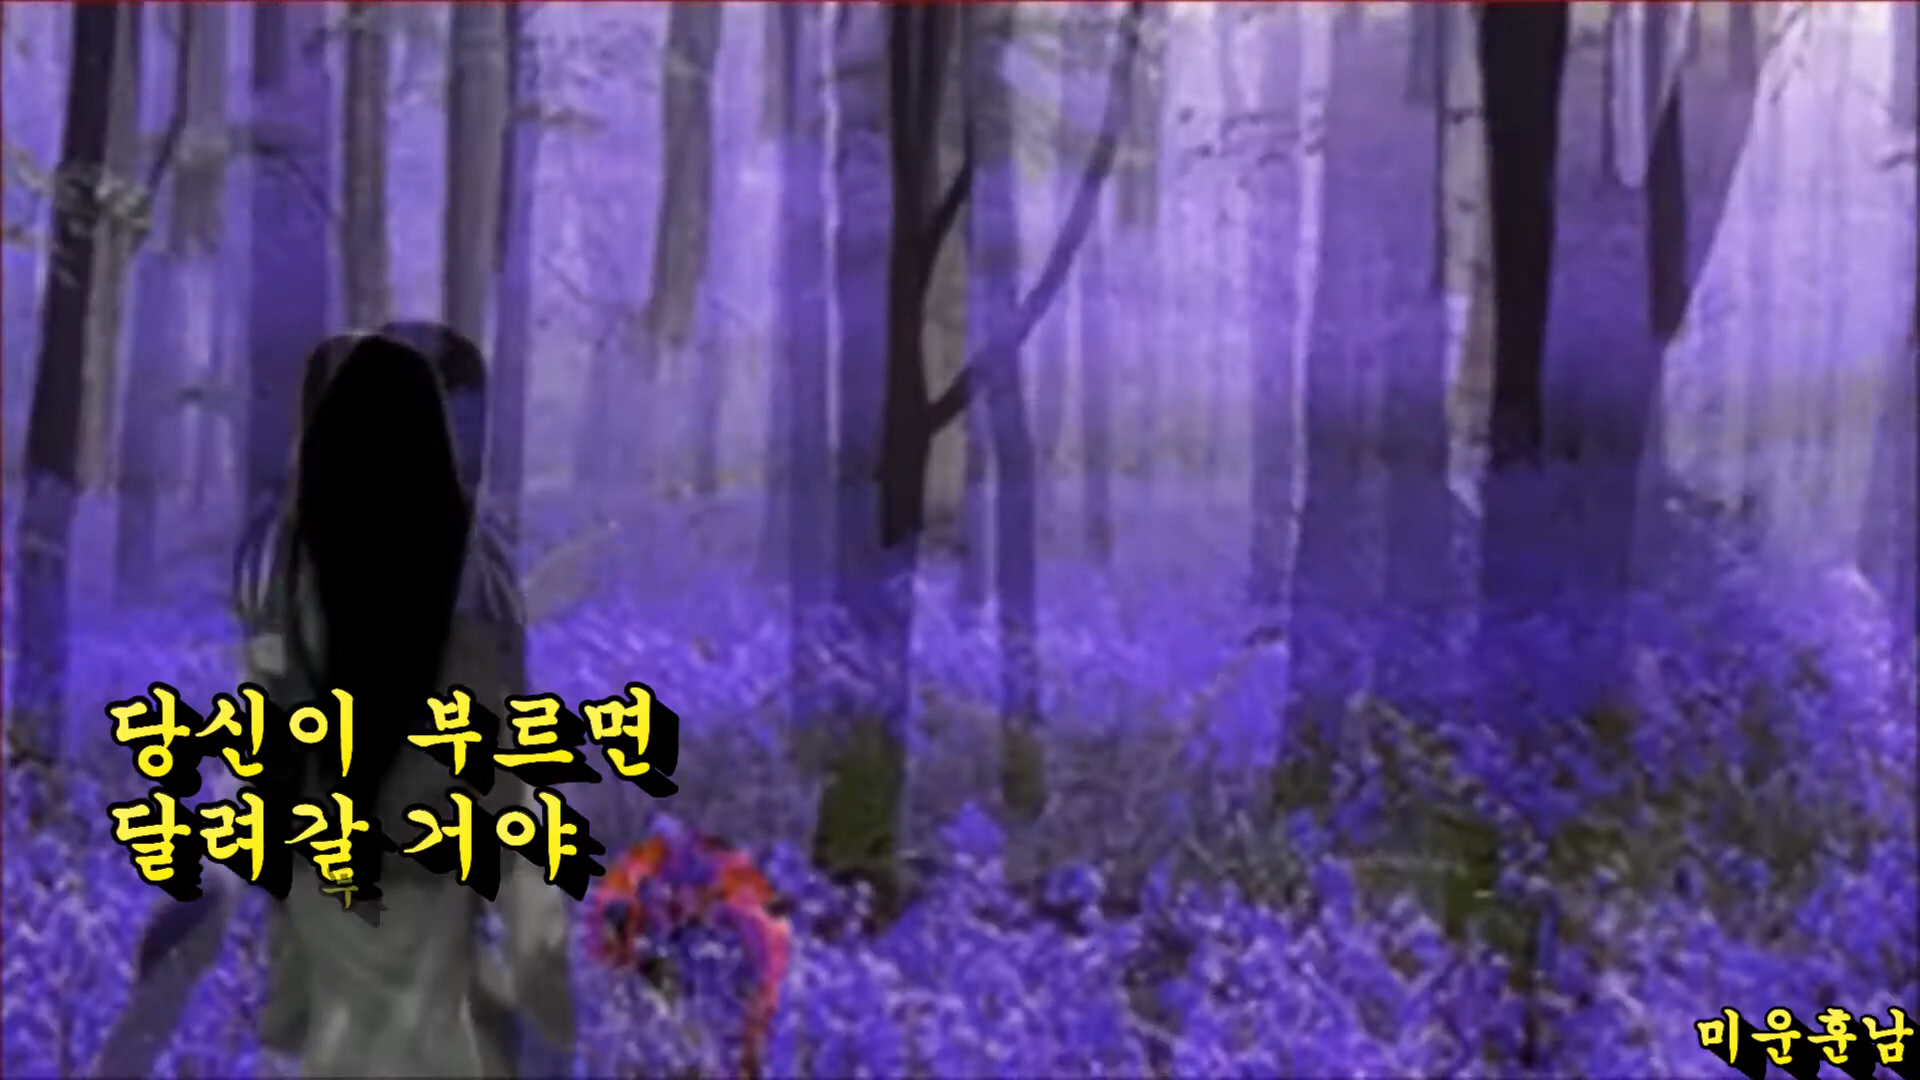 당신이 부르면
달려갈 거야
미운훈남